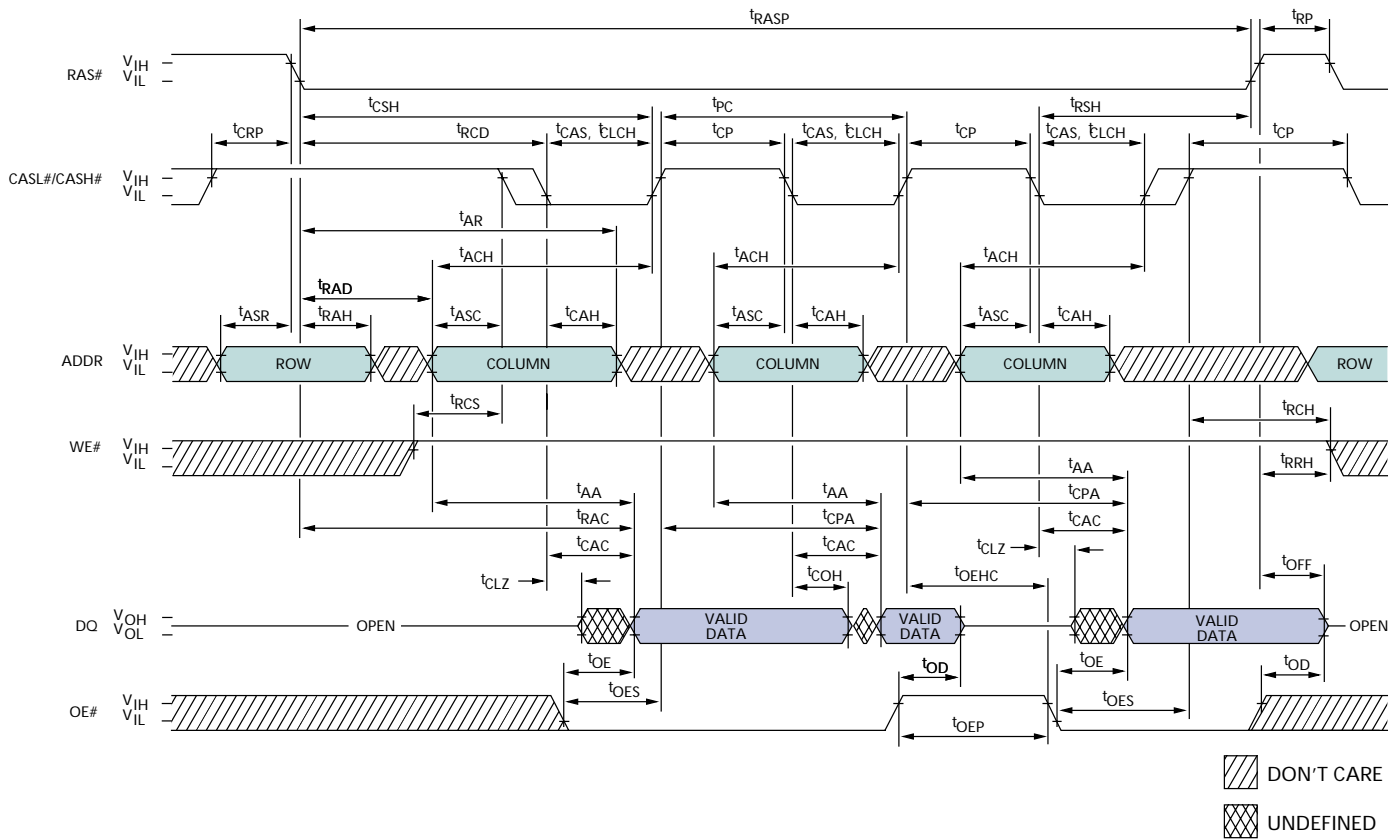 tRASP tRP
RAS# VIH
VIL
tCSH tPC tRSH
tCRP tRCD tCAS, tCLCH tCP tCAS, tCLCH tCP tCAS, tCLCH tCP
CASL#/CASH# VIH
VIL
tAR
tACH tACH tACH
tRAD
tASR tRAH tASC tCAH tASC tCAH tASC tCAH
ADDR VIH
VIL
ROW COLUMN COLUMN COLUMN ROW
tRCS tRCH
WE# VIH
VIL
tRRH
tAA tAA tAA
tRAC tCPA tCPA
tCAC tCAC tCAC
tCLZ tCOH tOEHC tCLZ tOFF
DQ VOH
VOL
OPEN VALID DATA VALID DATA VALID DATA OPEN
tOE tOD tOE tOD
tOES tOES
OE# VIH
VIL
tOEP
DON'T CARE
UNDEFINED